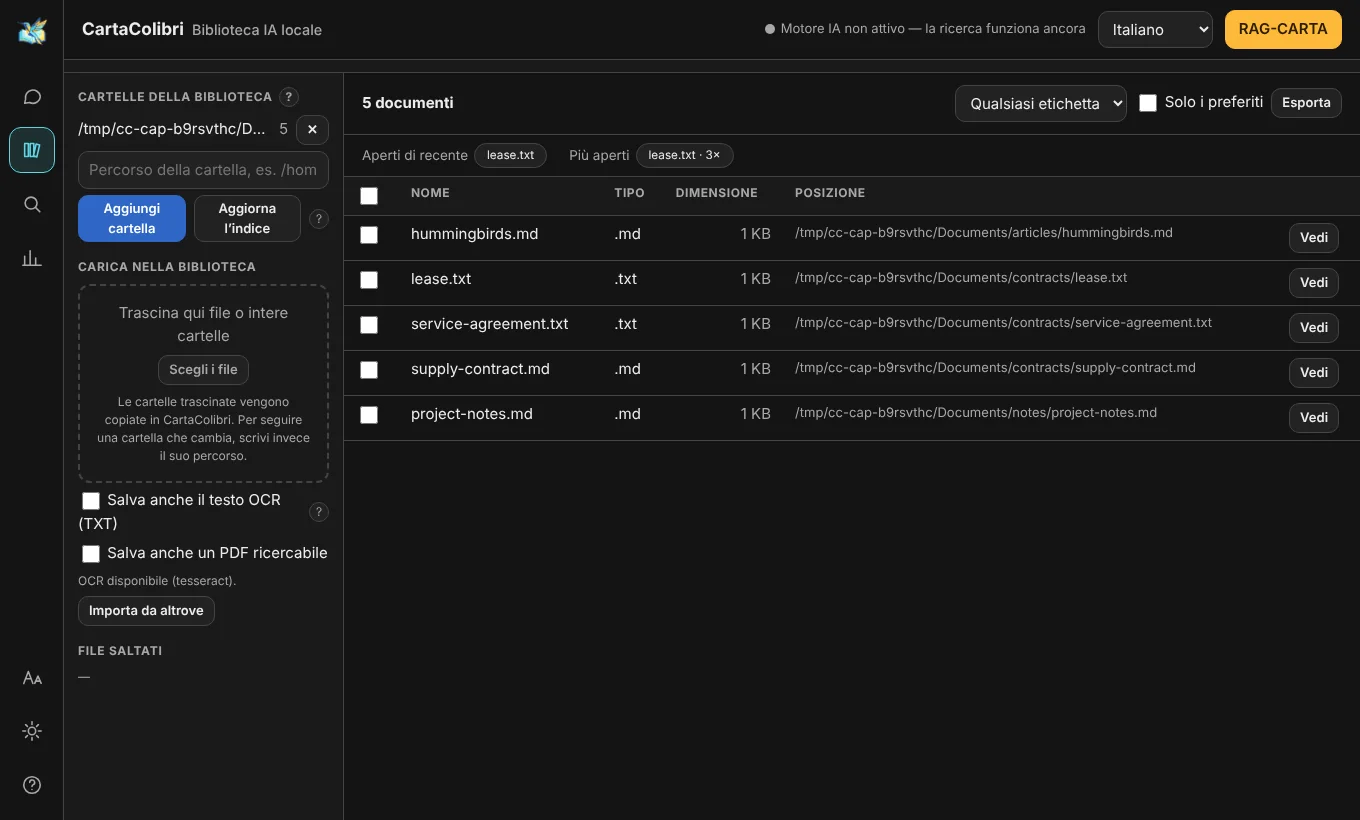 CartaColibri Biblioteca IA locale
Motore IA non attivo — la ricerca funziona ancora
Italiano
RAG-CARTA
CARTELLE DELLA BIBLIOTECA ?
/tmp/cc-cap-b9rsvthc/D... 5 ×
Percorso della cartella, es. /hom
Aggiungi
cartella
Aggiorna
l'indice
?
CARICA NELLA BIBLIOTECA
Trascina qui file o intere
cartelle
Scegli i file
Le cartelle trascinate vengono
copiate in CartaColibri. Per seguire
una cartella che cambia, scrivi invece
il suo percorso.
Salva anche il testo OCR
(TXT)
?
Salva anche un PDF ricercabile
OCR disponibile (tesseract).
Importa da altrove
FILE SALTATI
—
5 documenti
Qualsiasi etichetta
Solo i preferiti
Esporta
Aperti di recente lease.txt Più aperti lease.txt · 3×
NOME TIPO DIMENSIONE POSIZIONE
hummingbirds.md .md 1 KB /tmp/cc-cap-b9rsvthc/Documents/articles/hummingbirds.md Vedi
lease.txt .txt 1 KB /tmp/cc-cap-b9rsvthc/Documents/contracts/lease.txt Vedi
service-agreement.txt .txt 1 KB /tmp/cc-cap-b9rsvthc/Documents/contracts/service-agreement.txt Vedi
supply-contract.md .md 1 KB /tmp/cc-cap-b9rsvthc/Documents/contracts/supply-contract.md Vedi
project-notes.md .md 1 KB /tmp/cc-cap-b9rsvthc/Documents/notes/project-notes.md Vedi
AA
?